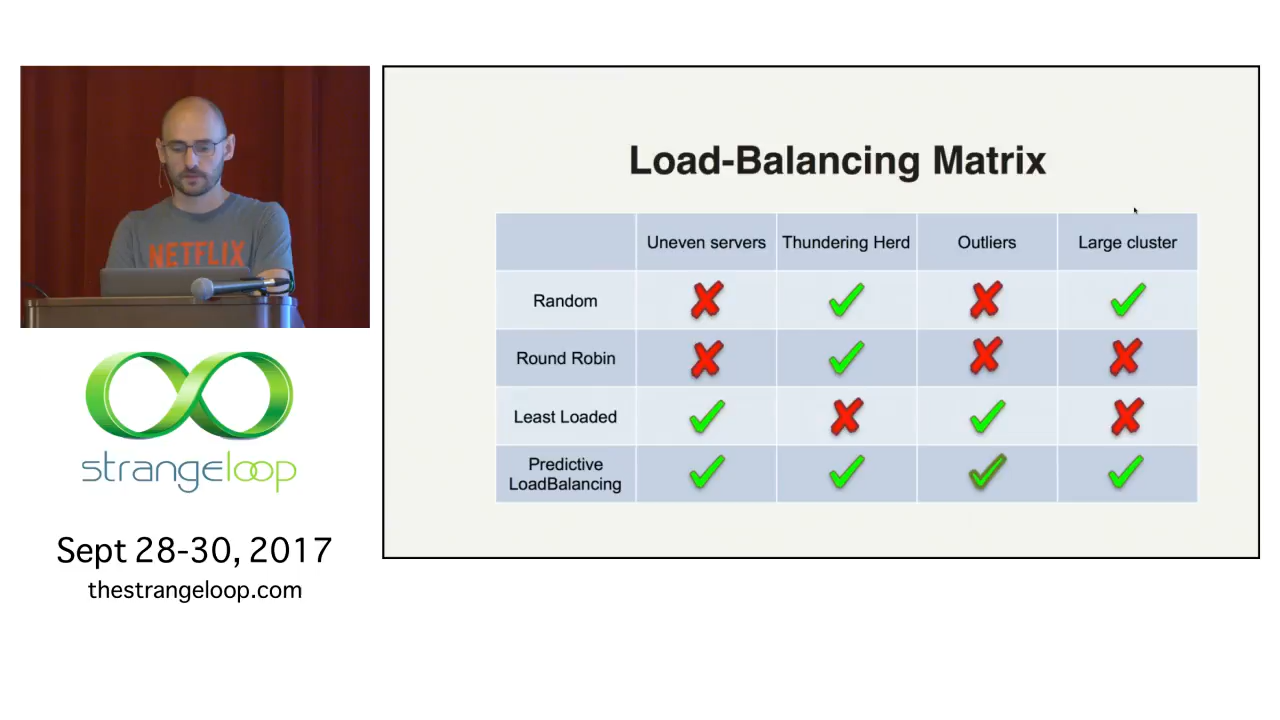 NETFLIX
strangeloop
Sept 28-30, 2017
thestrangeloop.com
Load-Balancing Matrix
Uneven servers Thundering Herd Outliers Large cluster
Random
Round Robin
Least Loaded
Predictive
LoadBalancing